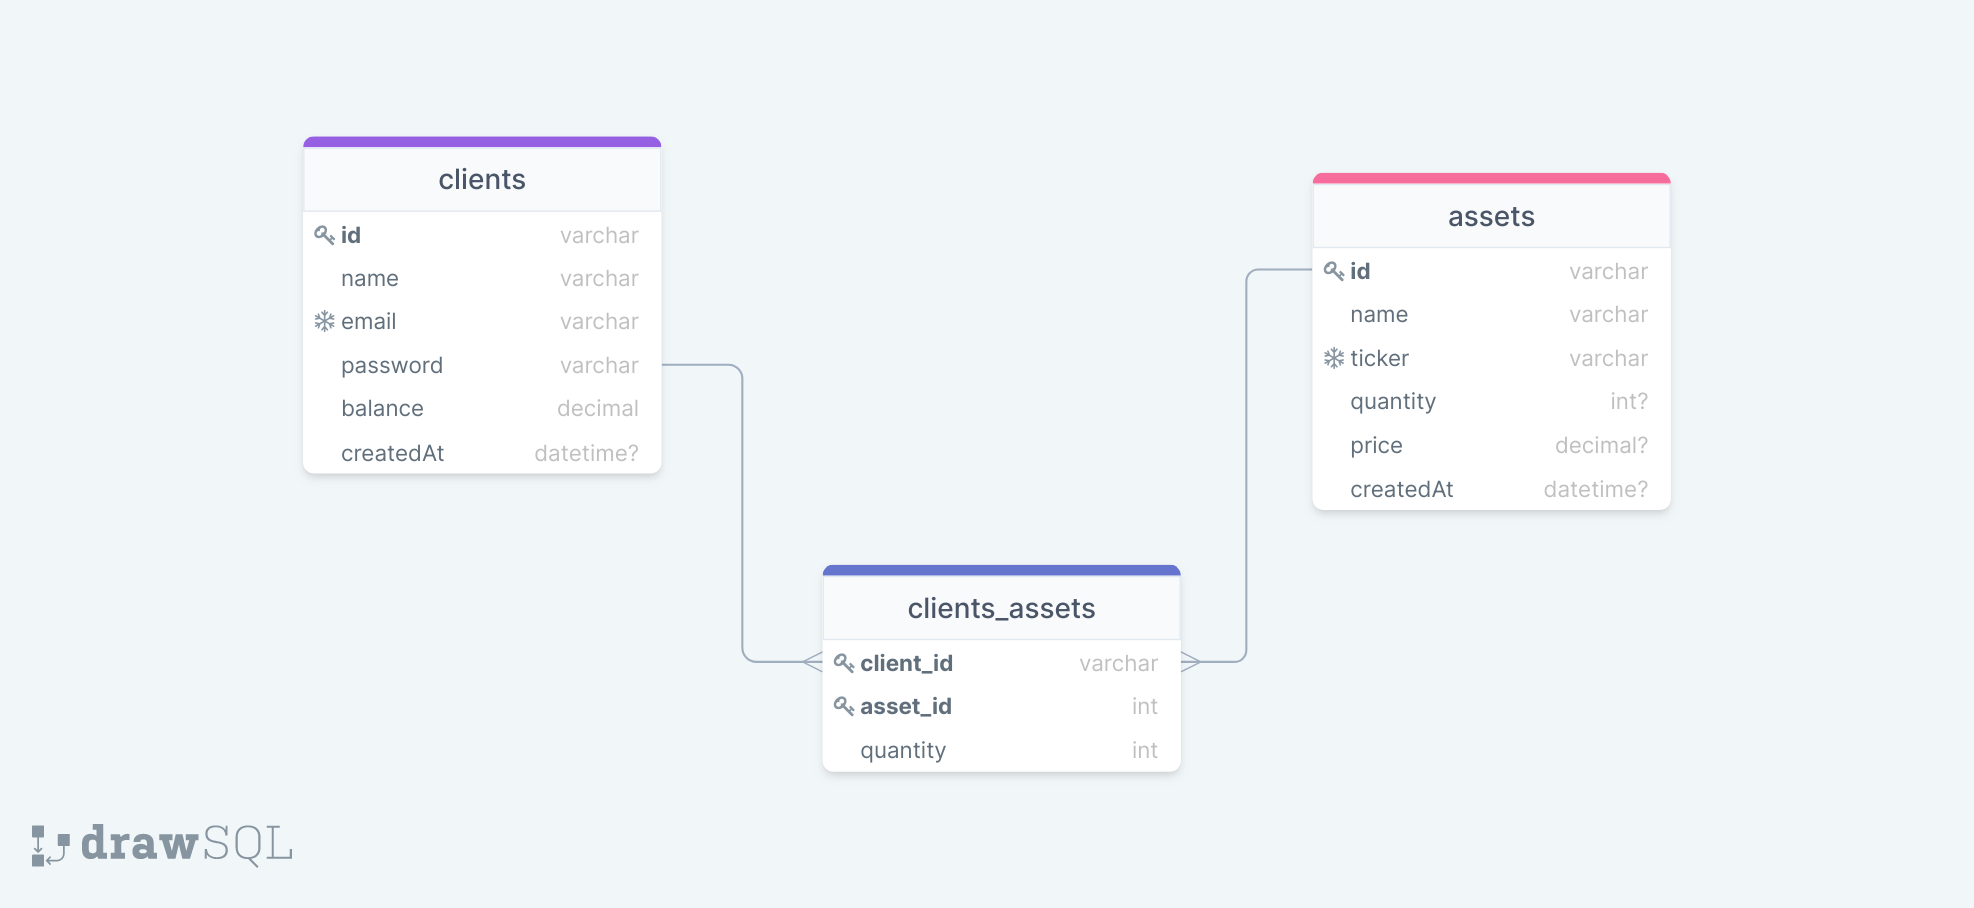 clients
id varchar
name varchar
email varchar
password varchar
balance decimal
createdAt datetime?
assets
id varchar
name varchar
ticker varchar
quantity int?
price decimal?
createdAt datetime?
clients_assets
client_id varchar
asset_id int
quantity int
drawSQL